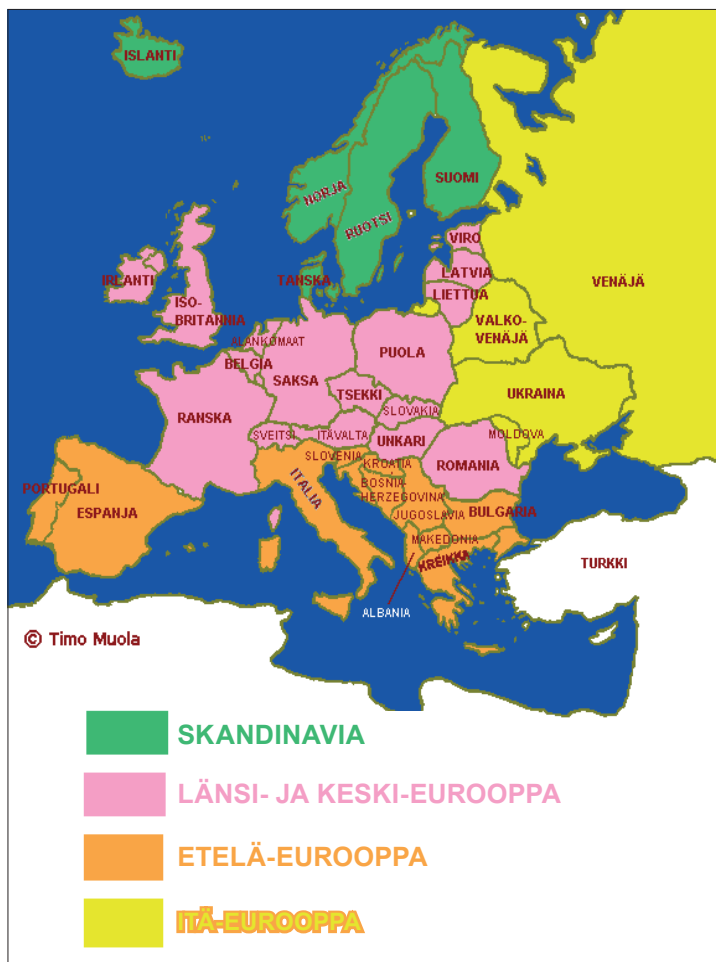 ISLANTI
NORJA
RUOTSI
SUOMI
TANSKA
VIRO
LATVIA
LIETTUA
VENÄJÄ
IRLANTI
ISO-
BRITANNIA
ALANKOMAAT
BELGIA
SAKSA
PUOLA
VALKO-
VENÄJÄ
TSEKKI
SLOVAKIA
UKRAINA
RANSKA
SVEITSI
ITÄVALTA
UNKARI
MOLDOVA
ROMANIA
SLOVENIA
KROATIA
ITALIA
BOSNIA
HERZEGOVINA
PORTUGALI
ESPANJA
JUGOSLAVIA
BULGARIA
MAKEDONIA
KREIKKA
TURKKI
ALBANIA
© Timo Muola
SKANDINAVIA
LÄNSI- JA KESKI-EUROOPPA
ETELÄ-EUROOPPA
ITÄ-EUROOPPA